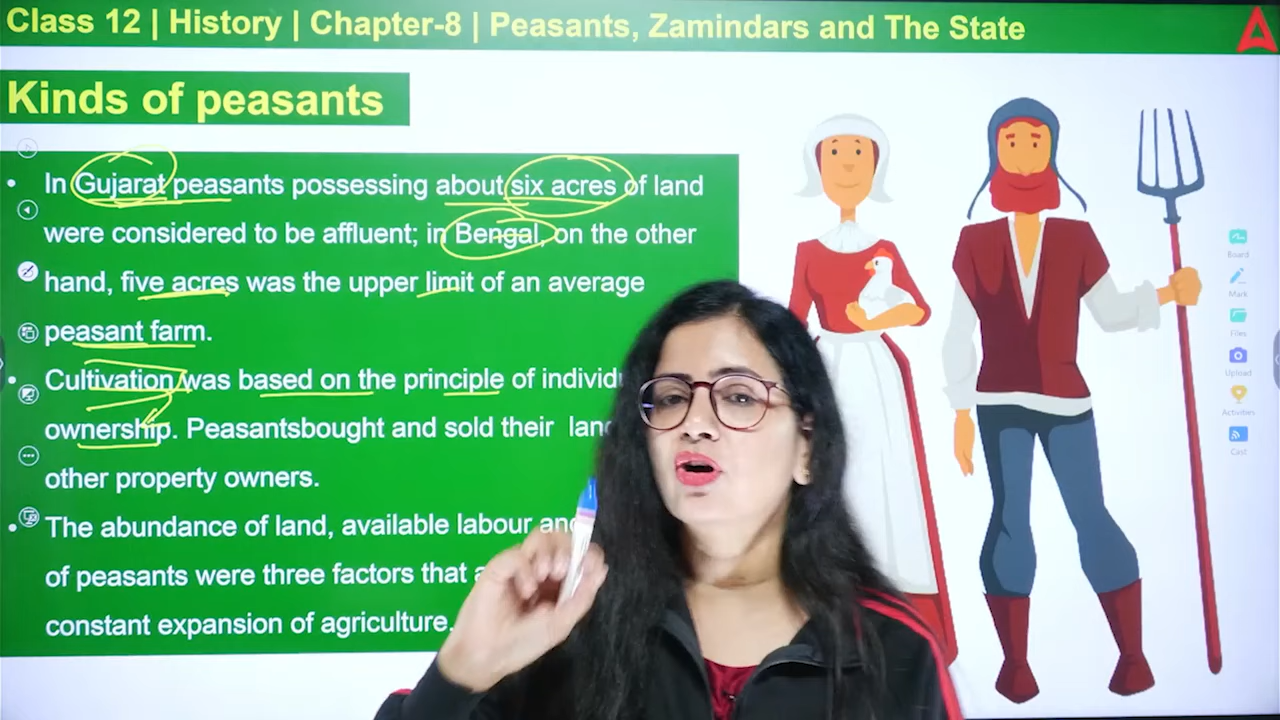 Class 12 | History | Chapter-8 | Peasants, Zamindars and The State
Kinds of peasants
• In Gujarat peasants possessing about six acres of land
were considered to be affluent; in Bengal, on the other
hand, five acres was the upper limit of an average
peasant farm.
• Cultivation was based on the principle of
ownership. Peasantsbought and sold their
other property owners.
• The abundance of land, available labour
of peasants were three factors that
constant expansion of agriculture.
Board
Mark
Files
Upload
Activities
Cast